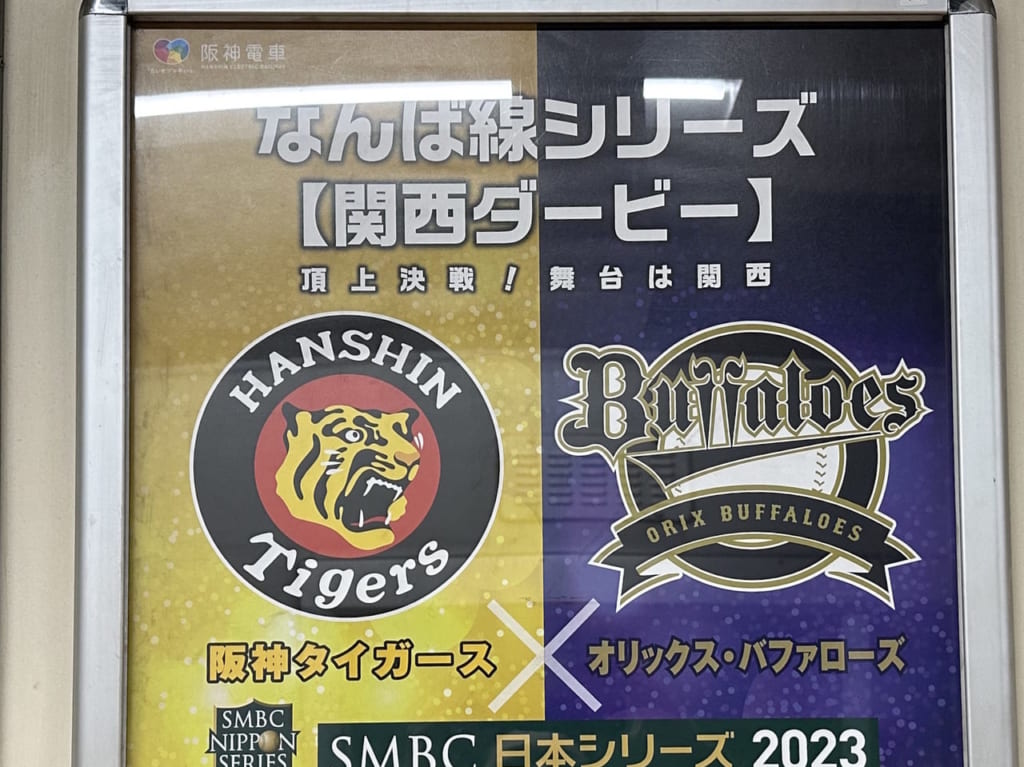 阪神電車
HANSHIN ELECTRIC RAILWAY
なんば線シリーズ
【関西ダービー】
頂上決戦！舞台は関西
HANSHIN
Tigers
Buffaloes
ORIX BUFFALOES
阪神タイガース
×
オリックス・バファローズ
SMBC
NIPPON
SERIES
SMBC 日本シリーズ 2023